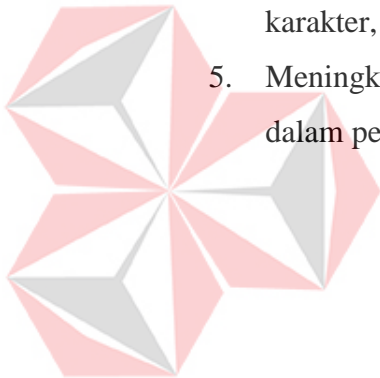 karakter,
5. Meningk
dalam pe